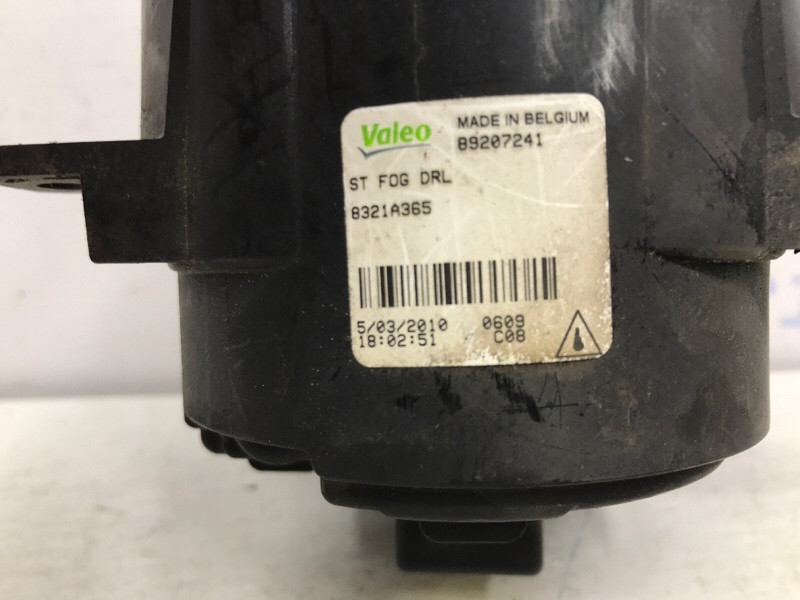 Valeo MADE IN BELGIUM
89207241
ST FOG DRL
8321A365
5/03/2010 0609
18:02:51 C08